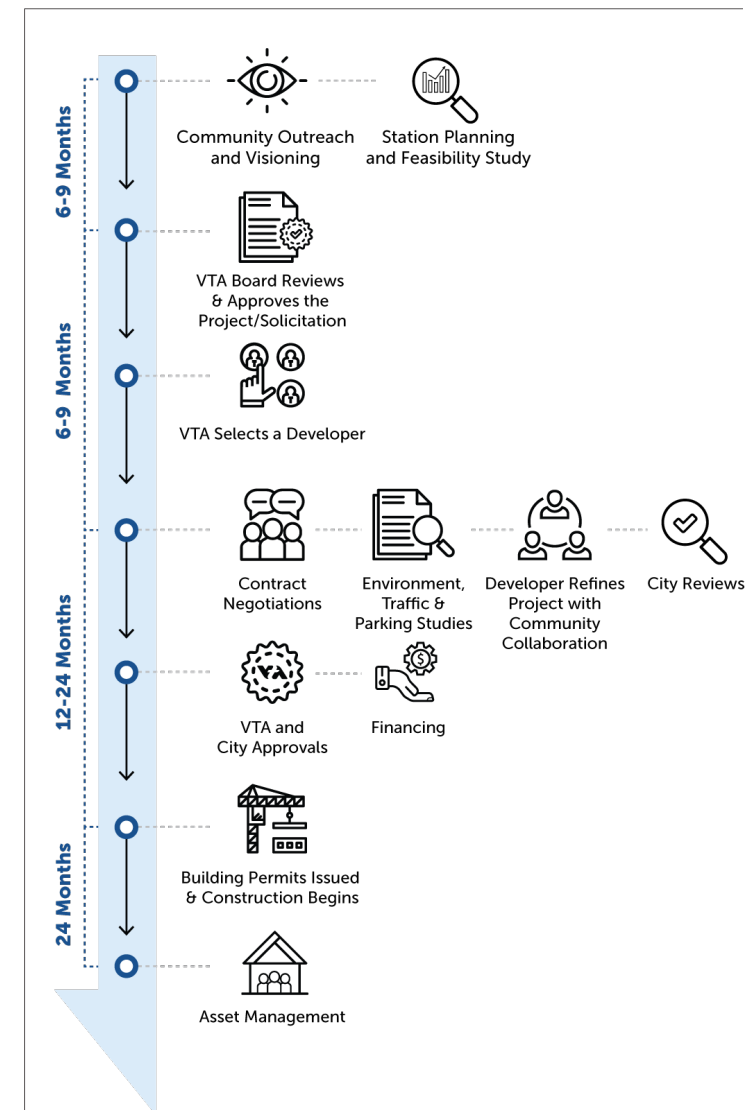 6-9 Months
Community Outreach
and Visioning
Station Planning
and Feasibility Study
VTA Board Reviews
& Approves the
Project/Solicitation
6-9 Months
VTA Selects a Developer
Contract
Negotiations
Environment,
Traffic &
Parking Studies
Developer Refines
Project with
Community
Collaboration
City Reviews
12-24 Months
VTA and
City Approvals
$
Financing
24 Months
Building Permits Issued
& Construction Begins
Asset Management